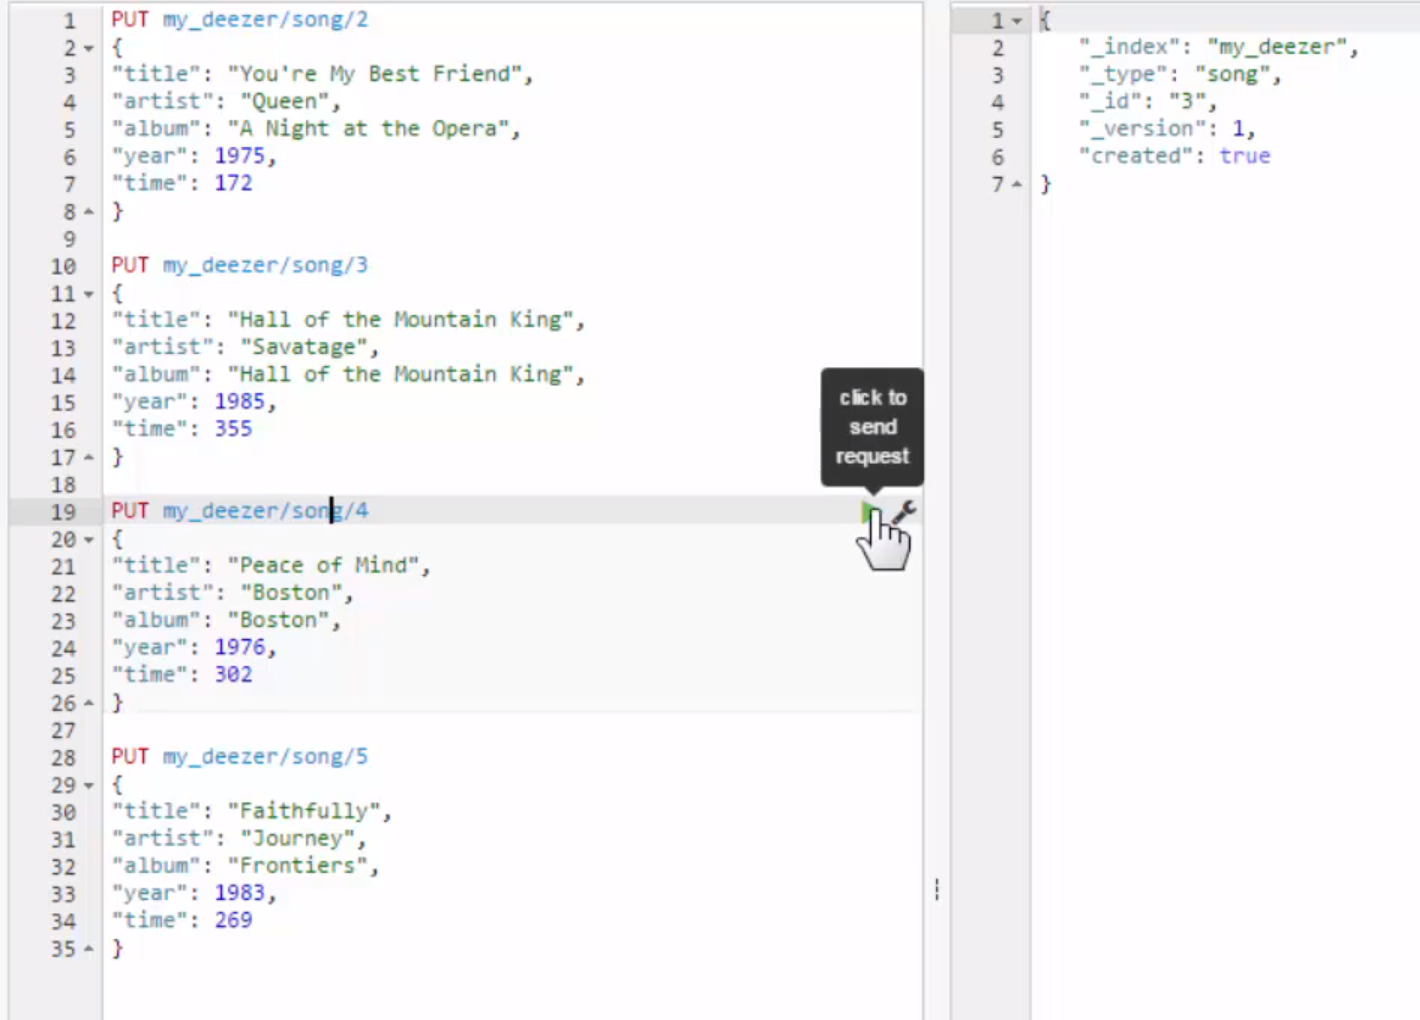 1 PUT my_deezer/song/2
2 {
3 "title": "You're My Best Friend",
4 "artist": "Queen",
5 "album": "A Night at the Opera",
6 "year": 1975,
7 "time": 172
8 }
9
10 PUT my_deezer/song/3
11 {
12 "title": "Hall of the Mountain King",
13 "artist": "Savatage",
14 "album": "Hall of the Mountain King",
15 "year": 1985,
16 "time": 355
17 }
18
19 PUT my_deezer/song/4
20 {
21 "title": "Peace of Mind",
22 "artist": "Boston",
23 "album": "Boston",
24 "year": 1976,
25 "time": 302
26 }
27
28 PUT my_deezer/song/5
29 {
30 "title": "Faithfully",
31 "artist": "Journey",
32 "album": "Frontiers",
33 "year": 1983,
34 "time": 269
35 }
click to
send
request
1 {
2 "_index": "my_deezer",
3 "_type": "song",
4 "_id": "3",
5 "_version": 1,
6 "created": true
7 }